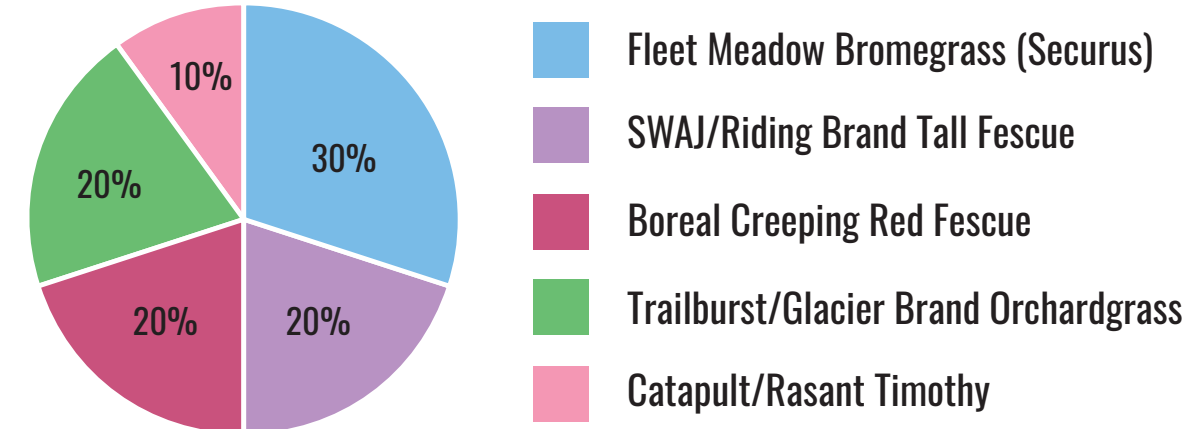 10%
30%
20%
20%
20%
Fleet Meadow Bromegrass (Securus)
SWAJ/Riding Brand Tall Fescue
Boreal Creeping Red Fescue
Trailburst/Glacier Brand Orchardgrass
Catapult/Rasant Timothy